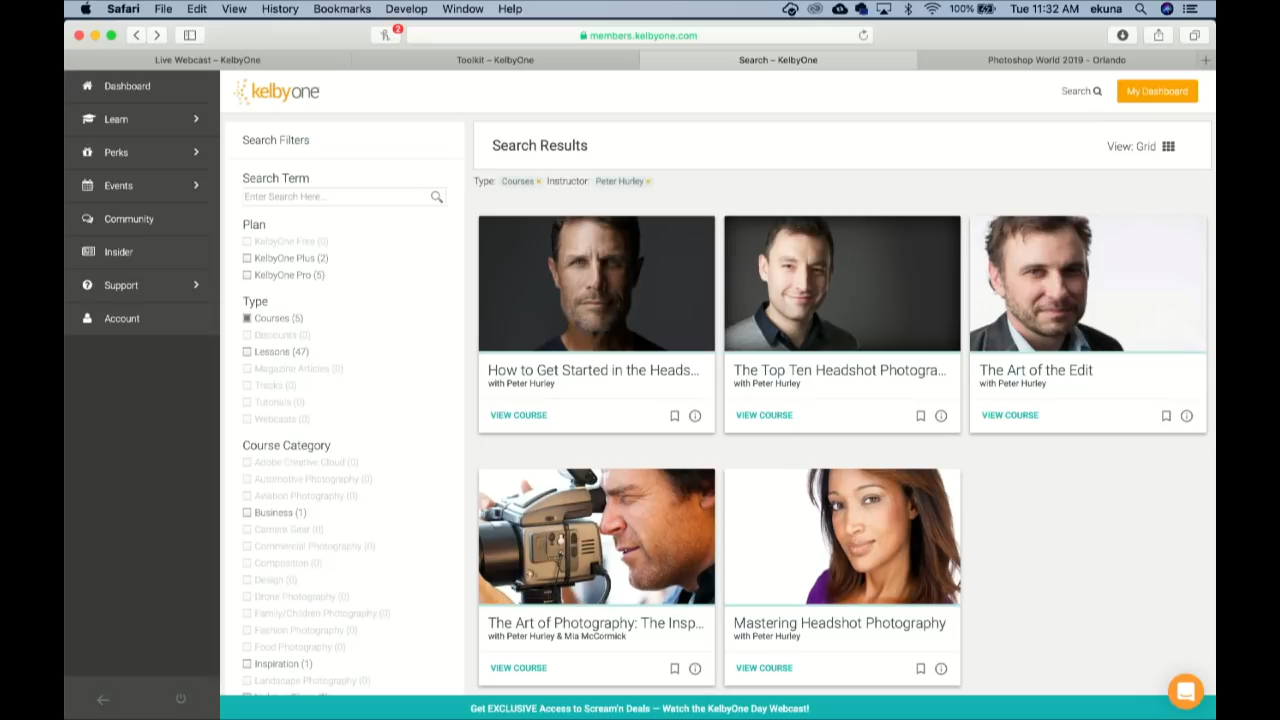 Safari File Edit View History Bookmarks Develop Window Help 100% Tue 11:32 AM ekuna
2
members.kelbyone.com
Live Webcast – KelbyOne
Toolkit – KelbyOne
Search – KelbyOne
Photoshop World 2019 - Orlando
Dashboard
Learn
Perks
Events
Community
Insider
Support
Account
kelbyone
Search
My Dashboard
Search Filters
Search Term
Enter Search Here...
Plan
KelbyOne Free (0)
KelbyOne Plus (2)
KelbyOne Pro (5)
Type
Courses (5)
Discounts (0)
Lessons (47)
Magazine Articles (0)
Tracks (0)
Tutorials (0)
Webcasts (0)
Course Category
Adobe Creative Cloud (0)
Automotive Photography (0)
Aviation Photography (0)
Business (1)
Camera Gear (0)
Commercial Photography (0)
Composition (0)
Design (0)
Drone Photography (0)
Family/Children Photography (0)
Fashion Photography (0)
Food Photography (0)
Inspiration (1)
Landscape Photography (0)
Search Results
View: Grid
Type: Courses × Instructor: Peter Hurley ×
How to Get Started in the Heads...
with Peter Hurley
VIEW COURSE
The Top Ten Headshot Photogra...
with Peter Hurley
VIEW COURSE
The Art of the Edit
with Peter Hurley
VIEW COURSE
The Art of Photography: The Insp...
with Peter Hurley & Mia McCormick
VIEW COURSE
Mastering Headshot Photography
with Peter Hurley
VIEW COURSE
Get EXCLUSIVE Access to Scream'n Deals — Watch the KelbyOne Day Webcast!